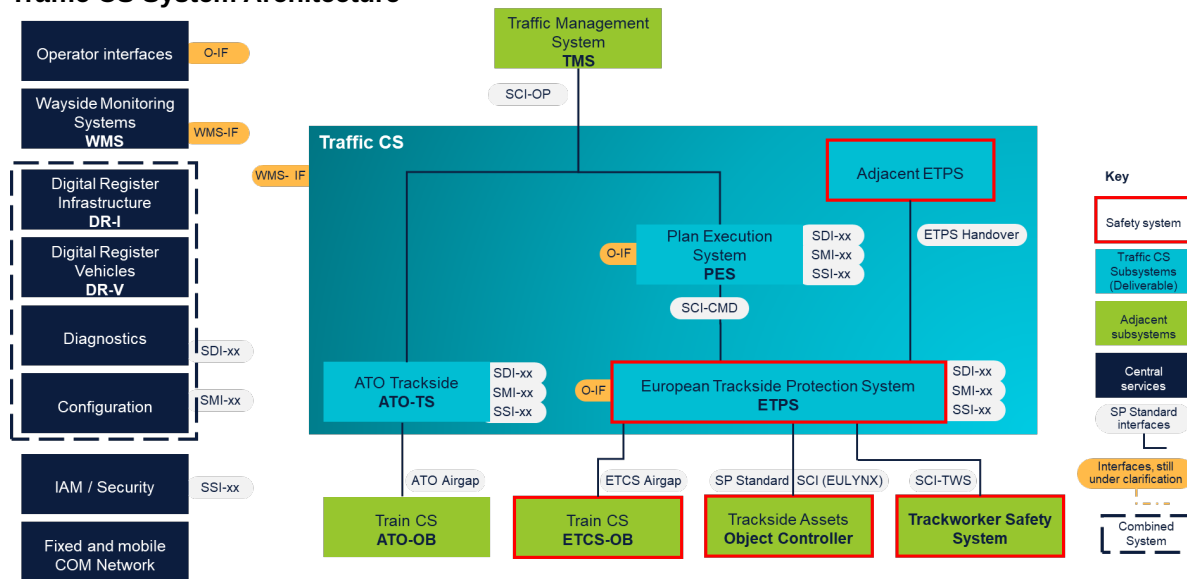 Traffic CS System Architecture
Operator interfaces
O-IF
Wayside Monitoring
Systems
WMS
WMS-IF
Digital Register
Infrastructure
DR-I
Digital Register
Vehicles
DR-V
Diagnostics
SDI-xx
Configuration
SMI-xx
IAM / Security
SSI-xx
Fixed and mobile
COM Network
Traffic Management
System
TMS
SCI-OP
Traffic CS
WMS- IF
Adjacent ETPS
ETPS Handover
Plan Execution
System
PES
O-IF
SDI-xx
SMI-xx
SSI-xx
SCI-CMD
ATO Trackside
ATO-TS
SDI-xx
SMI-xx
SSI-xx
O-IF
European Trackside Protection System
ETPS
SDI-xx
SMI-xx
SSI-xx
ATO Airgap
ETCS Airgap
SP Standard SCI (EULYNX)
SCI-TWS
Train CS
ATO-OB
Train CS
ETCS-OB
Trackside Assets
Object Controller
Trackworker Safety
System
Key
Safety system
Traffic CS
Subsystems
(Deliverable)
Adjacent
subsystems
Central
services
SP Standard
interfaces
Interfaces, still
under clarification
Combined
System